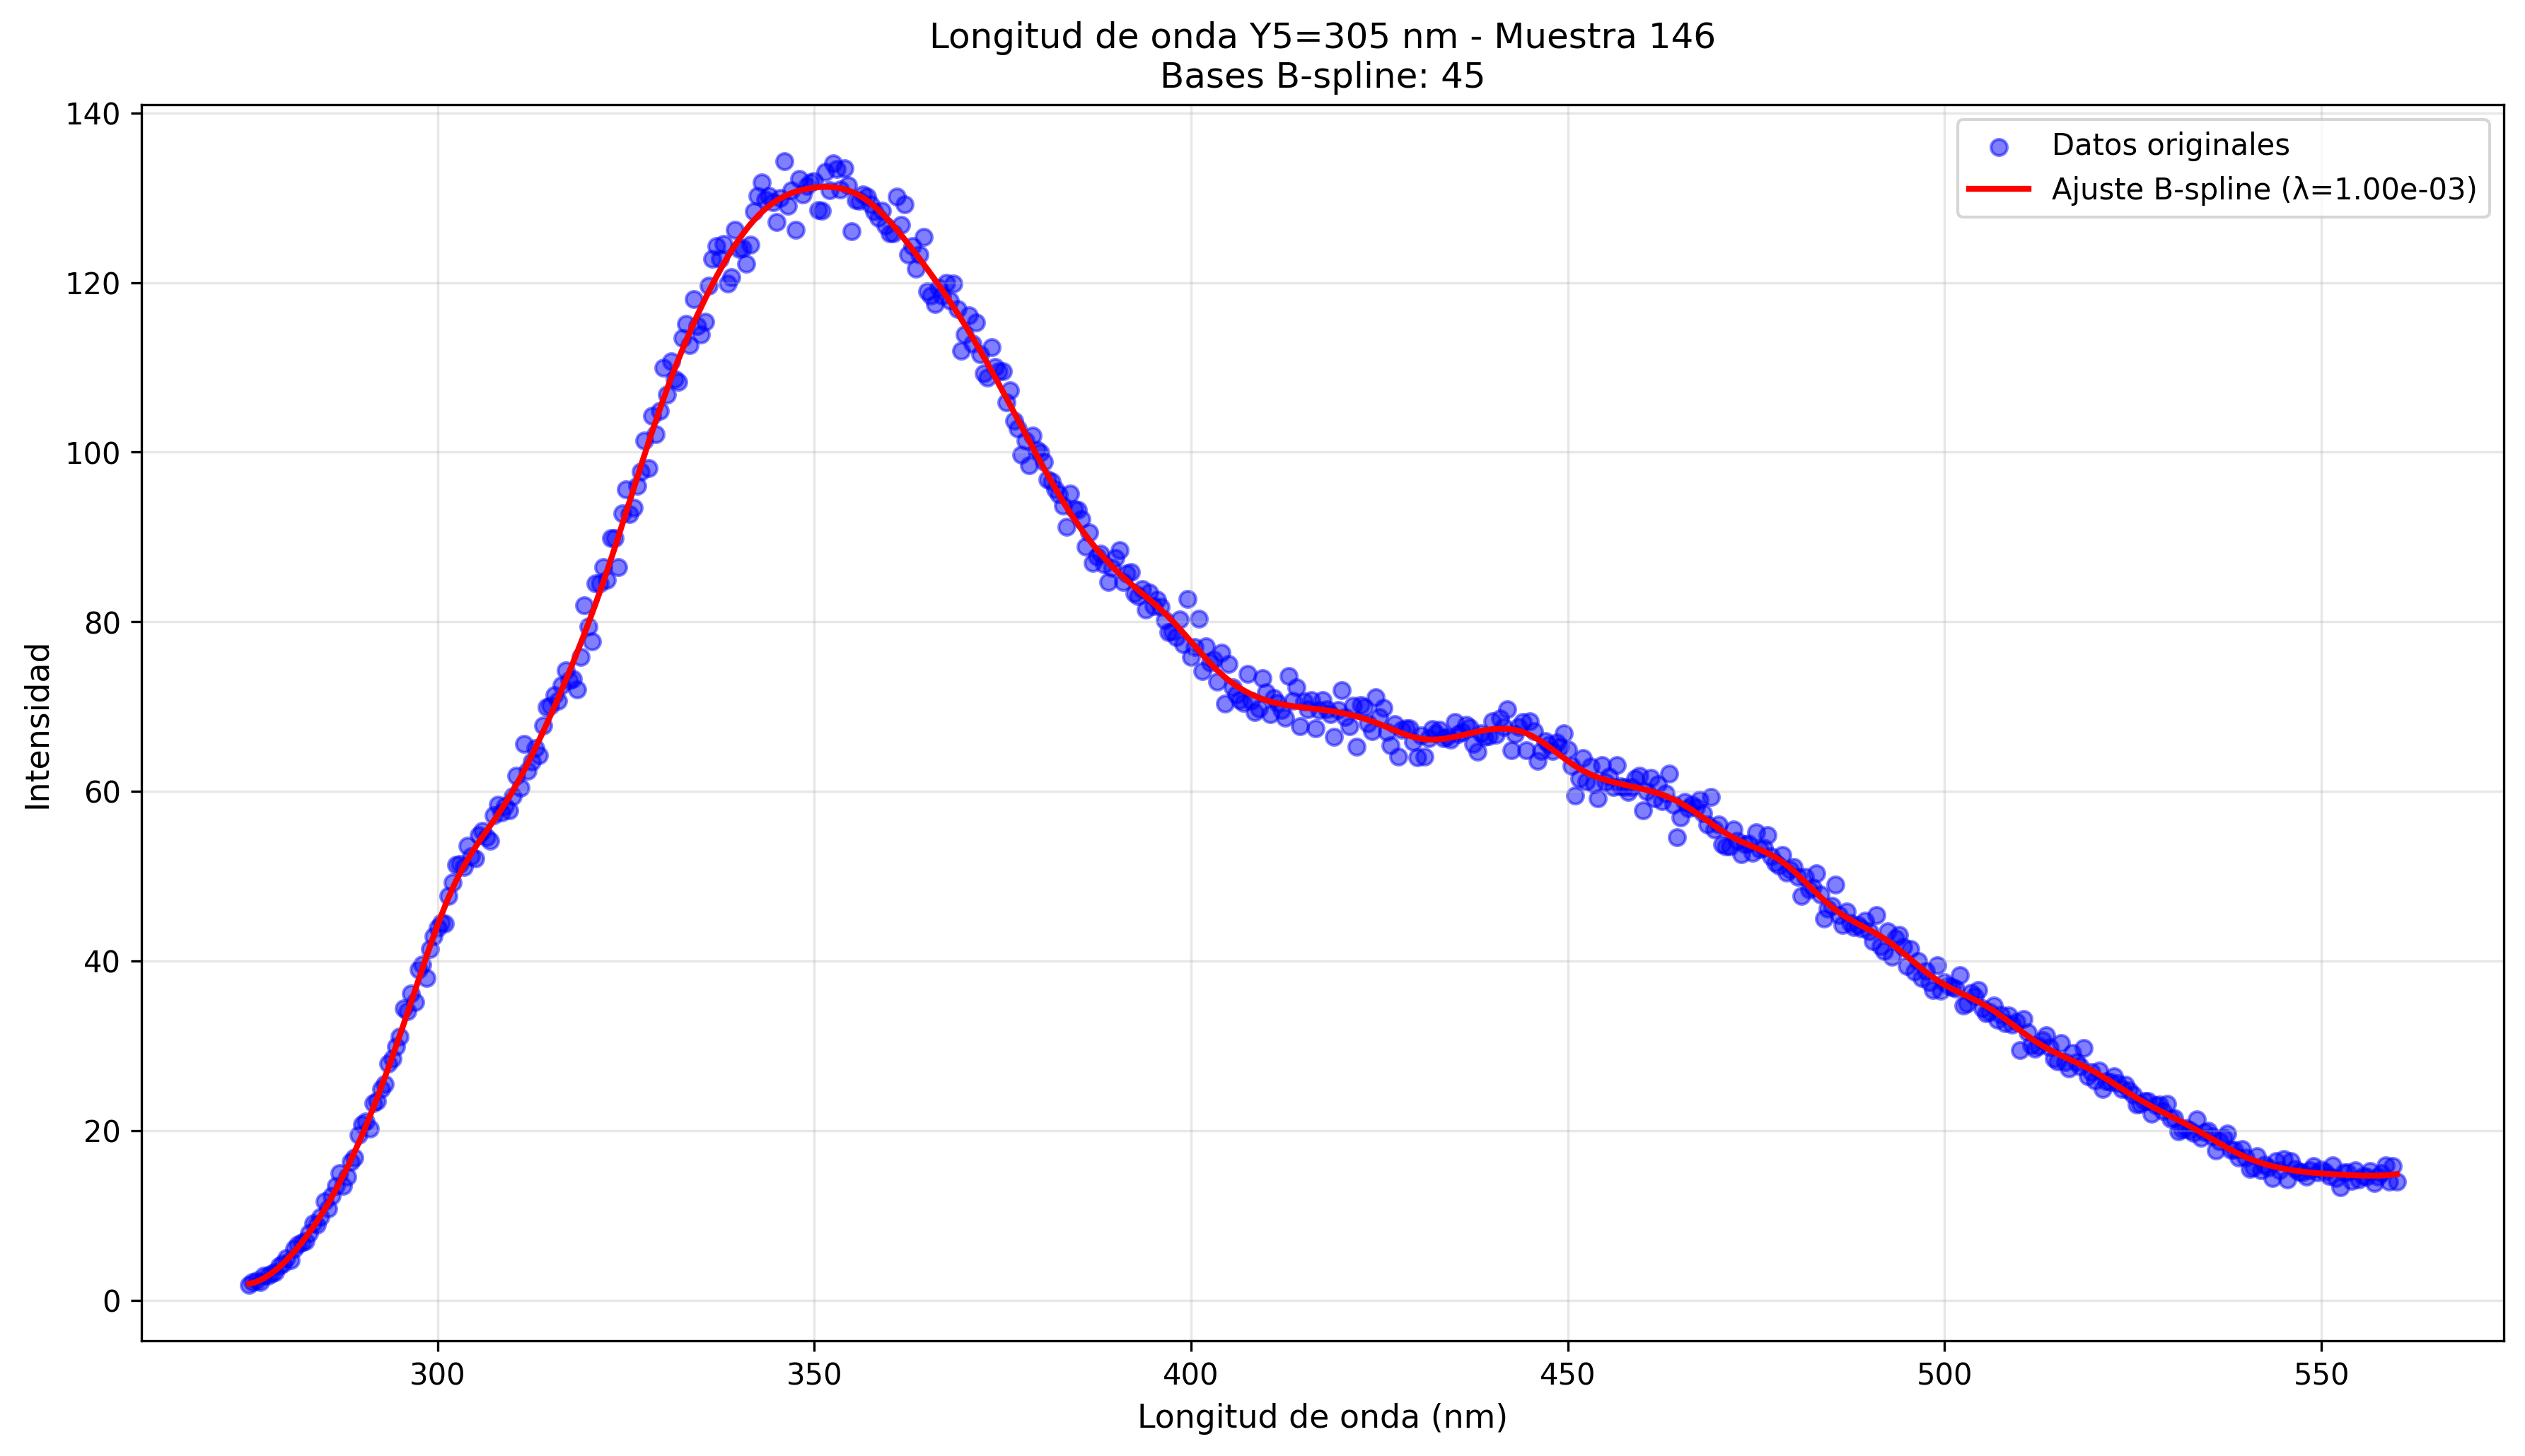 Longitud de onda Y5=305 nm - Muestra 146
Bases B-spline: 45
Datos originales
Ajuste B-spline (λ=1.00e-03)
Intensidad
140
120
100
80
60
40
20
0
300 350 400 450 500 550
Longitud de onda (nm)